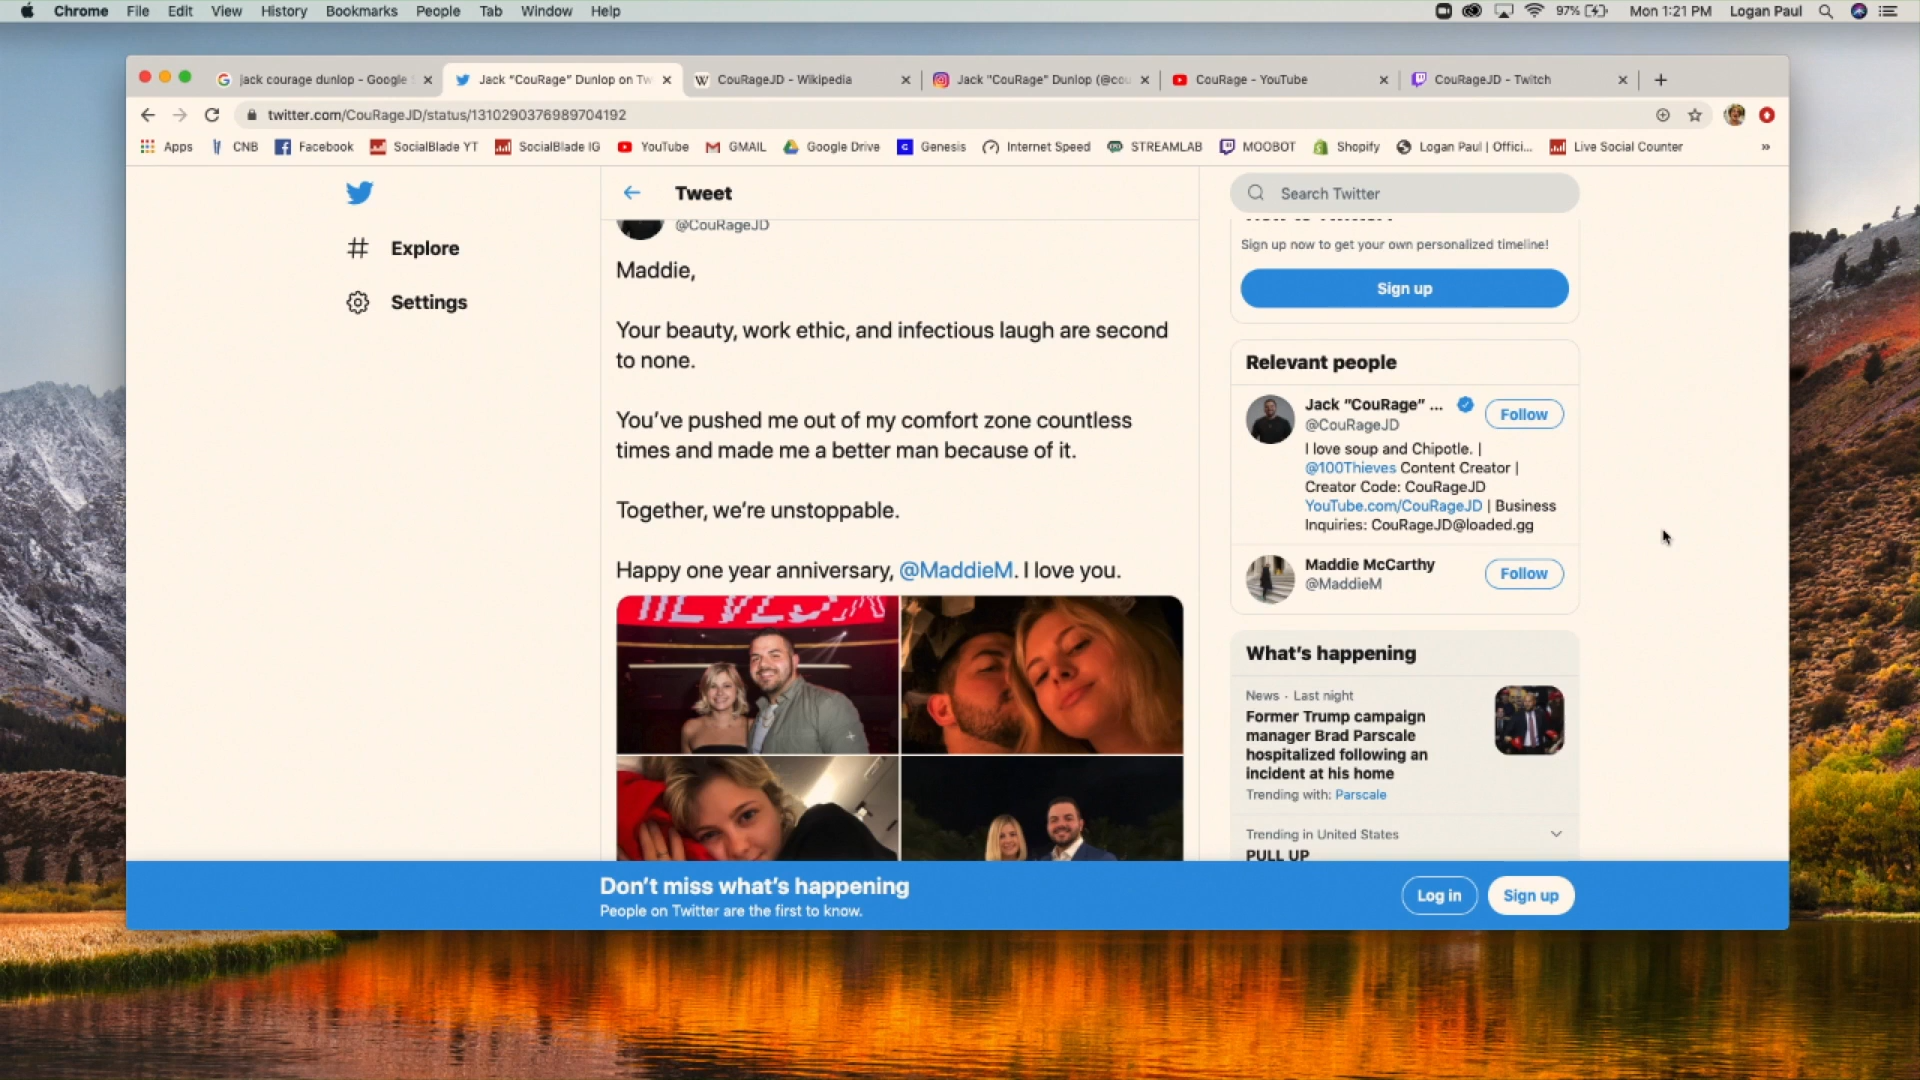 Chrome File Edit View History Bookmarks People Tab Window Help
97% Mon 1:21 PM Logan Paul
jack courage dunlop - Google
Jack “CouRage” Dunlop on Tw
CouRageJD - Wikipedia
Jack "CouRage" Dunlop (@cou
CouRage - YouTube
CouRageJD - Twitch
twitter.com/CouRageJD/status/1310290376989704192
Apps CNB Facebook SocialBlade YT SocialBlade IG YouTube GMAIL Google Drive Genesis Internet Speed STREAMLAB MOOBOT Shopify Logan Paul | Offici... Live Social Counter »
Explore
Settings
Tweet
@CouRageJD
Maddie,
Your beauty, work ethic, and infectious laugh are second
to none.
You’ve pushed me out of my comfort zone countless
times and made me a better man because of it.
Together, we’re unstoppable.
Happy one year anniversary, @MaddieM. I love you.
Search Twitter
Sign up now to get your own personalized timeline!
Sign up
Relevant people
Jack “CouRage” ...
Follow
@CouRageJD
I love soup and Chipotle. |
@100Thieves Content Creator |
Creator Code: CouRageJD
YouTube.com/CouRageJD | Business
Inquiries: CouRageJD@loaded.gg
Maddie McCarthy
Follow
@MaddieM
What’s happening
News · Last night
Former Trump campaign
manager Brad Parscale
hospitalized following an
incident at his home
Trending with: Parscale
Trending in United States
PULL UP
Don’t miss what’s happening
People on Twitter are the first to know.
Log in
Sign up